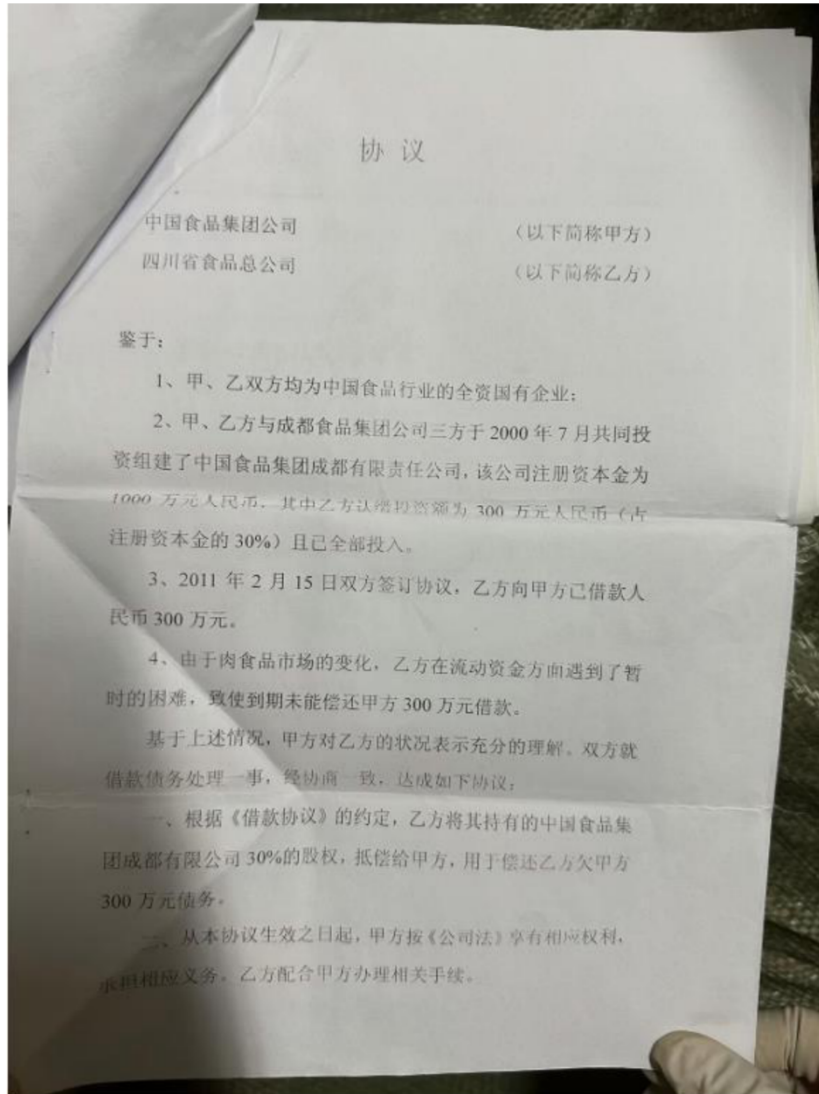 协 议
中国食品集团公司 （以下简称甲方）
四川省食品总公司 （以下简称乙方）
鉴于：
1、甲、乙双方均为中国食品行业的全资国有企业；
2、甲、乙方与成都食品集团公司三方于 2000 年 7 月共同投
资组建了中国食品集团成都有限责任公司，该公司注册资本金为
1000 万元人民币，其中乙方认缴投资额为 300 万元人民币（占
注册资本金的 30%）且已全部投入。
3、2011 年 2 月 15 日双方签订协议，乙方向甲方已借款人
民币 300 万元。
4、由于肉食品市场的变化，乙方在流动资金方面遇到了暂
时的困难，致使到期未能偿还甲方 300 万元借款。
基于上述情况，甲方对乙方的状况表示充分的理解。双方就
借款债务处理一事，经协商一致，达成如下协议：
一、根据《借款协议》的约定，乙方将其持有的中国食品集
团成都有限公司 30%的股权，抵偿给甲方，用于偿还乙方欠甲方
300 万元债务。
二、从本协议生效之日起，甲方按《公司法》享有相应权利，
承担相应义务。乙方配合甲方办理相关手续。